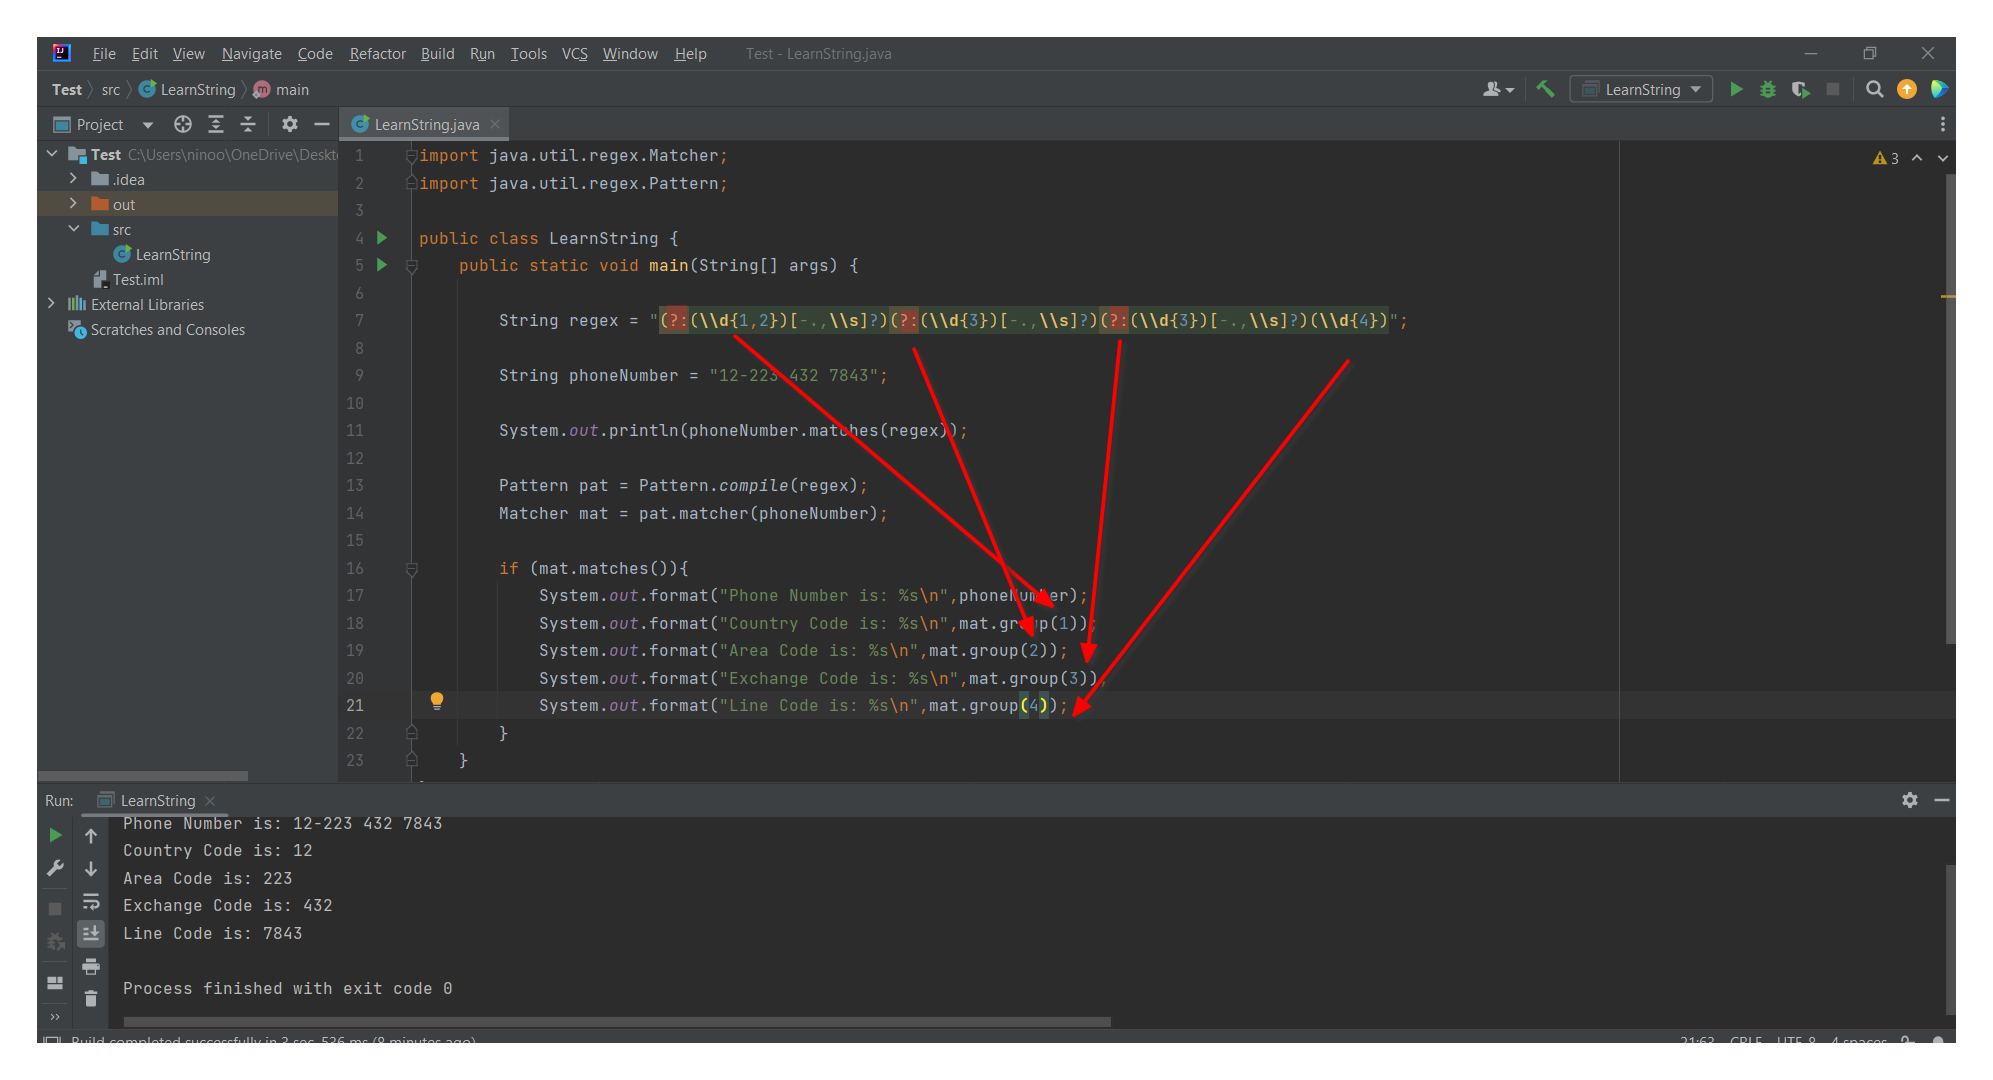 File Edit View Navigate Code Refactor Build Run Tools VCS Window Help Test - LearnString.java
Test src LearnString main LearnString
Project LearnString.java
Test C:\Users\ninoo\OneDrive\Deskt
.idea
out
src
LearnString
Test.iml
External Libraries
Scratches and Consoles
3
1 import java.util.regex.Matcher;
2 import java.util.regex.Pattern;
3
4 public class LearnString {
5 public static void main(String[] args) {
6
7 String regex = "(?:(\\d{1,2})[-.,\\s]?)(?:(\\d{3})[-.,\\s]?)(?:(\\d{3})[-.,\\s]?)(\\d{4})";
8
9 String phoneNumber = "12-223 432 7843";
10
11 System.out.println(phoneNumber.matches(regex));
12
13 Pattern pat = Pattern.compile(regex);
14 Matcher mat = pat.matcher(phoneNumber);
15
16 if (mat.matches()){
17 System.out.format("Phone Number is: %s\n",phoneNumber);
18 System.out.format("Country Code is: %s\n",mat.group(1));
19 System.out.format("Area Code is: %s\n",mat.group(2));
20 System.out.format("Exchange Code is: %s\n",mat.group(3));
21 System.out.format("Line Code is: %s\n",mat.group(4));
22 }
23 }
Run: LearnString
Phone Number is: 12-223 432 7843
Country Code is: 12
Area Code is: 223
Exchange Code is: 432
Line Code is: 7843
Process finished with exit code 0
Build completed successfully in 3 sec, 536 ms (8 minutes ago) 21:63 CRLF UTF-8 4 spaces